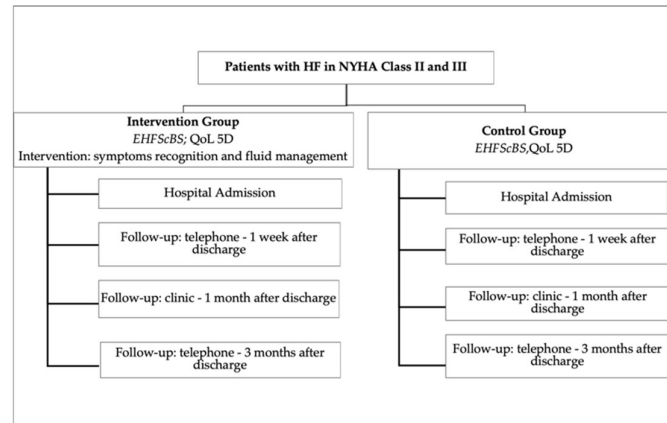 Patients with HF in NYHA Class II and III
Intervention Group
EHFScBS; QoL 5D
Intervention: symptoms recognition and fluid management
Hospital Admission
Follow-up: telephone - 1 week after
discharge
Follow-up: clinic - 1 month after discharge
Follow-up: telephone - 3 months after
discharge
Control Group
EHFScBS,QoL 5D
Hospital Admission
Follow-up: telephone - 1 week after
discharge
Follow-up: clinic - 1 month after
discharge
Follow-up: telephone - 3 months after
discharge